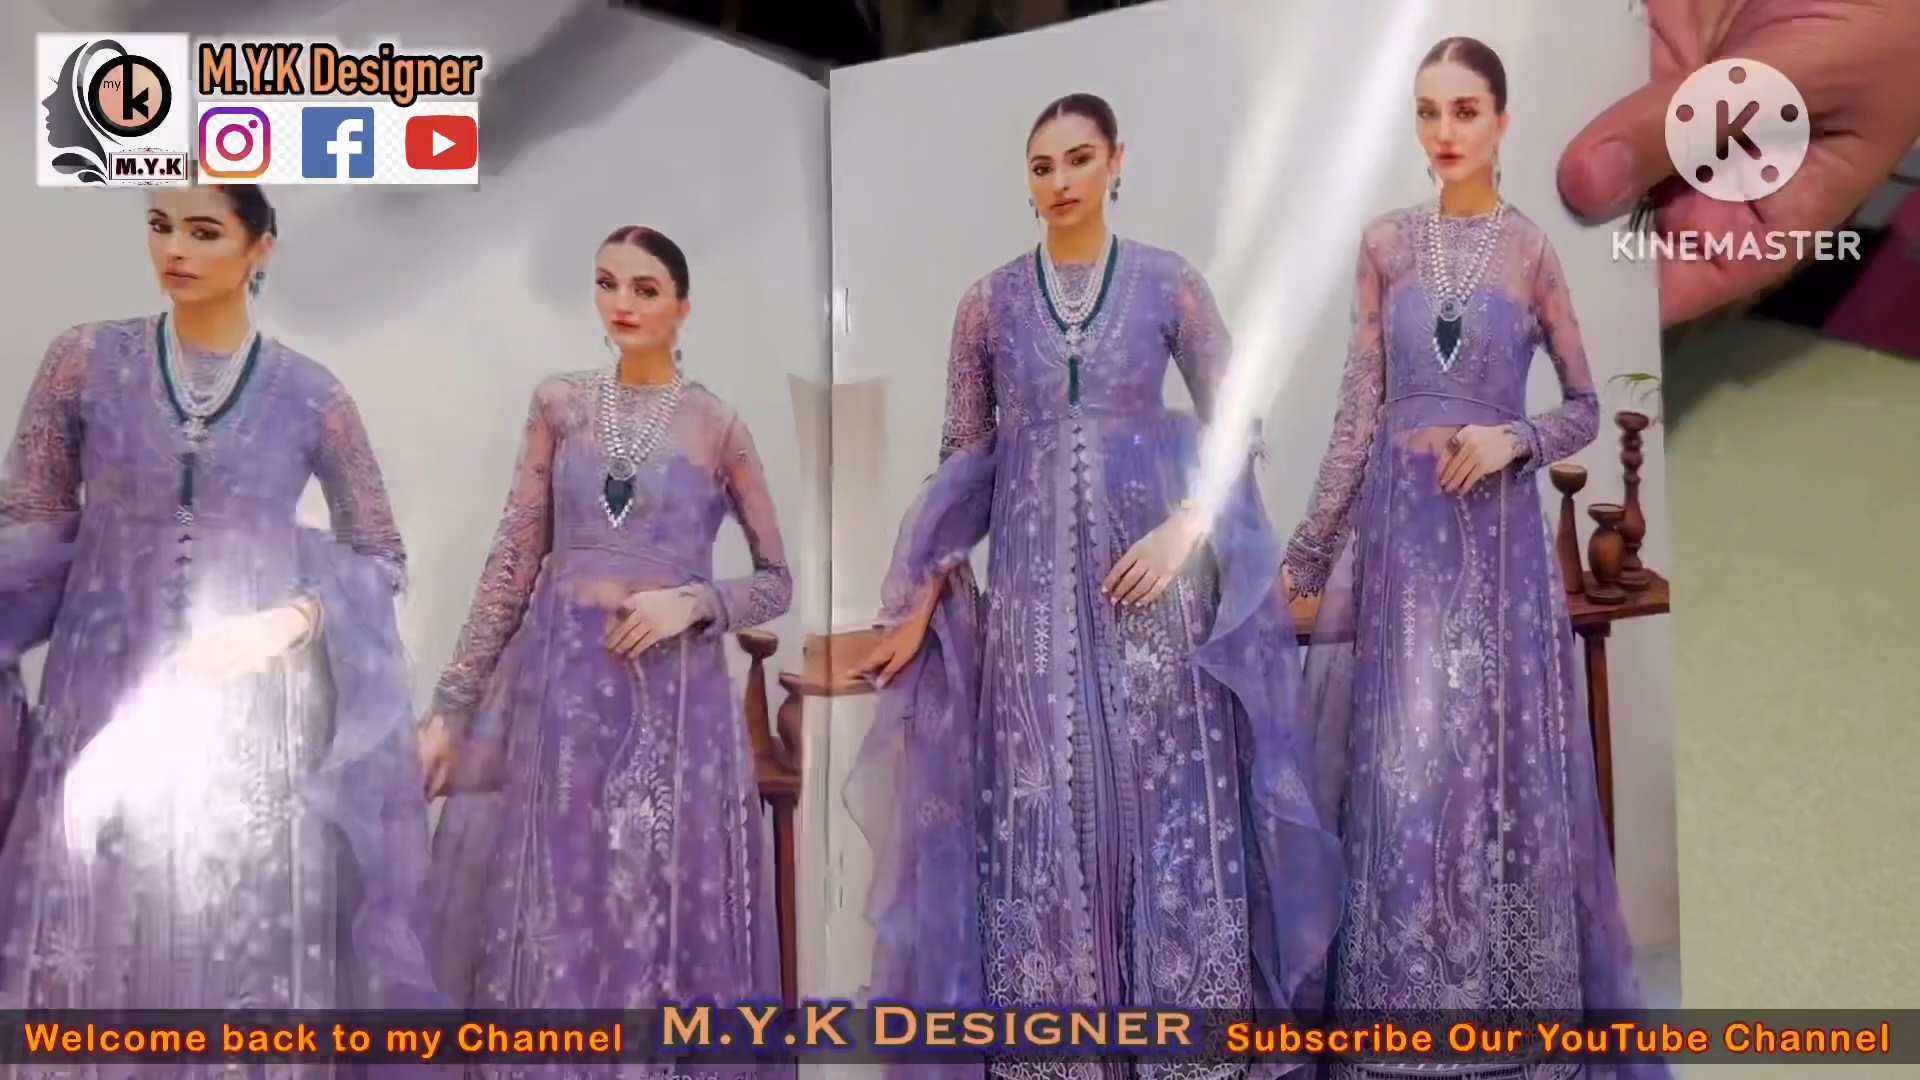 my
k
M.Y.K
M.Y.K Designer
K
KINEMASTER
Welcome back to my Channel
M.Y.K Designer
Subscribe Our YouTube Channel